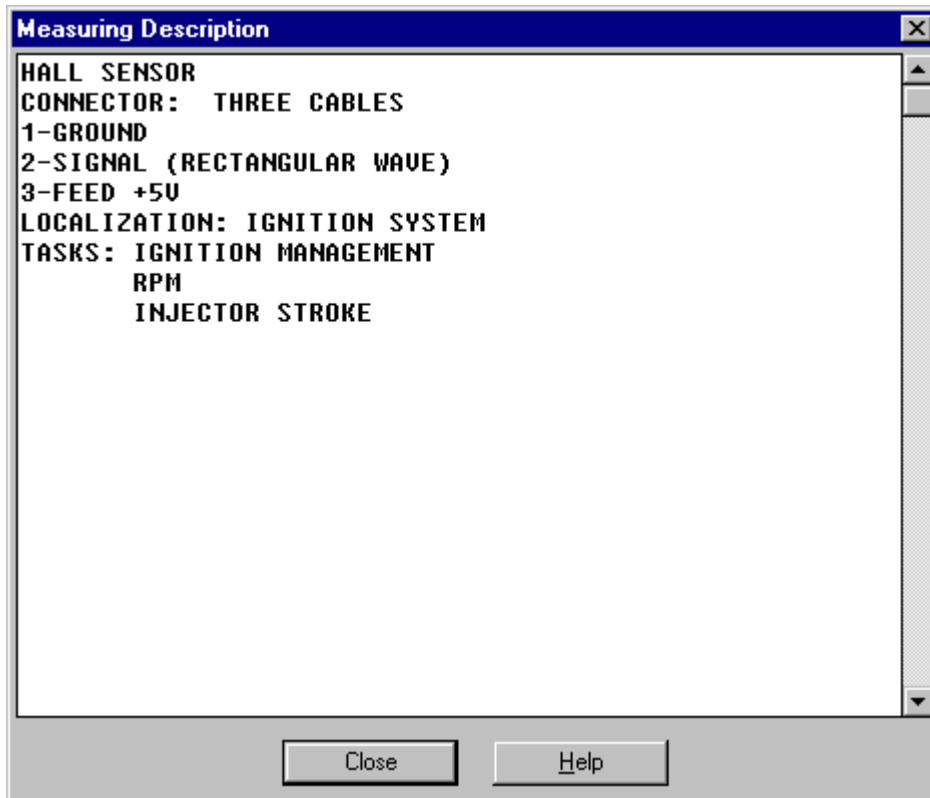 Measuring Description
HALL SENSOR
CONNECTOR:  THREE CABLES
1-GROUND
2-SIGNAL (RECTANGULAR WAVE)
3-FEED +5V
LOCALIZATION: IGNITION SYSTEM
TASKS: IGNITION MANAGEMENT
       RPM
       INJECTOR STROKE
Close
Help